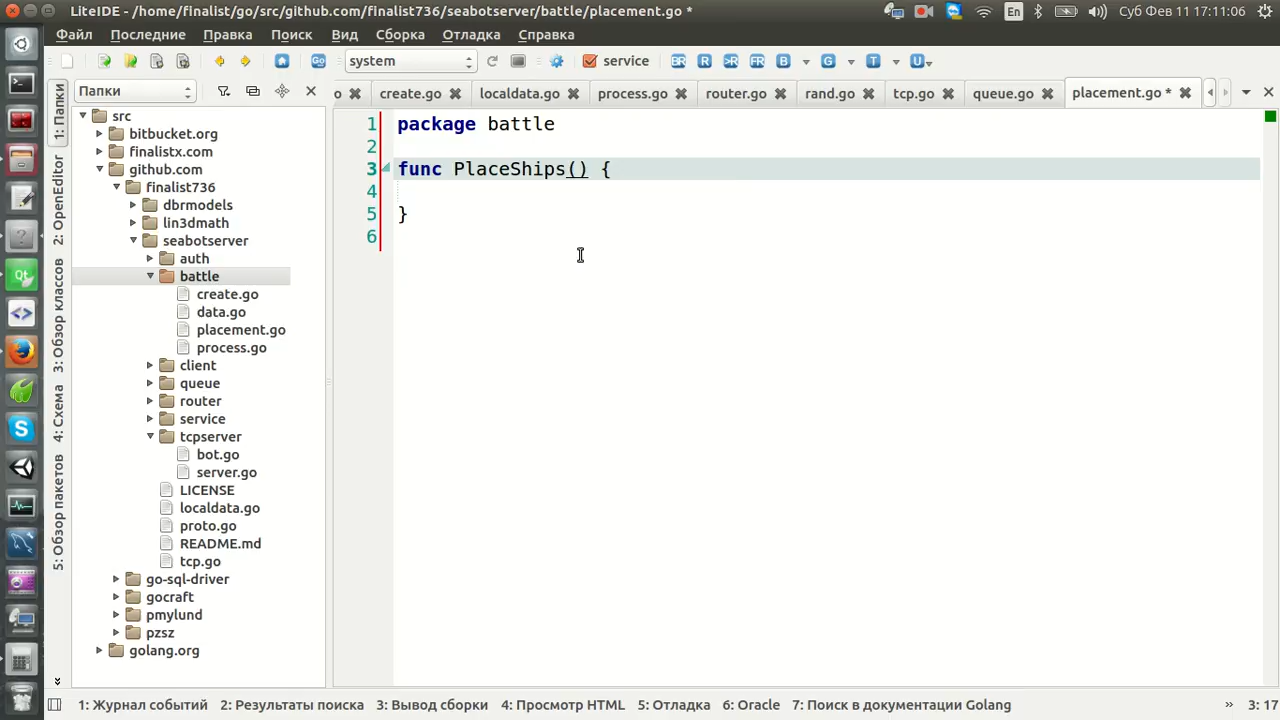 LiteIDE - /home/finalist/go/src/github.com/finalist736/seabotserver/battle/placement.go *
En
Суб Фев 11 17:11:06
Файл Последние Правка Поиск Вид Сборка Отладка Справка
Go system service BR R >R FR B G T U
1: Папки
2: OpenEditor
3: Обзор классов
4: Схема
5: Обзор пакетов
Папки
src
bitbucket.org
finalistx.com
github.com
finalist736
dbrmodels
lin3dmath
seabotserver
auth
battle
create.go
data.go
placement.go
process.go
client
queue
router
service
tcpserver
bot.go
server.go
LICENSE
localdata.go
proto.go
README.md
tcp.go
go-sql-driver
gocraft
pmylund
pzsz
golang.org
o create.go localdata.go process.go router.go rand.go tcp.go queue.go placement.go *
1 package battle
2
3 func PlaceShips() {
4
5 }
6
1: Журнал событий 2: Результаты поиска 3: Вывод сборки 4: Просмотр HTML 5: Отладка 6: Oracle 7: Поиск в документации Golang » 3: 17